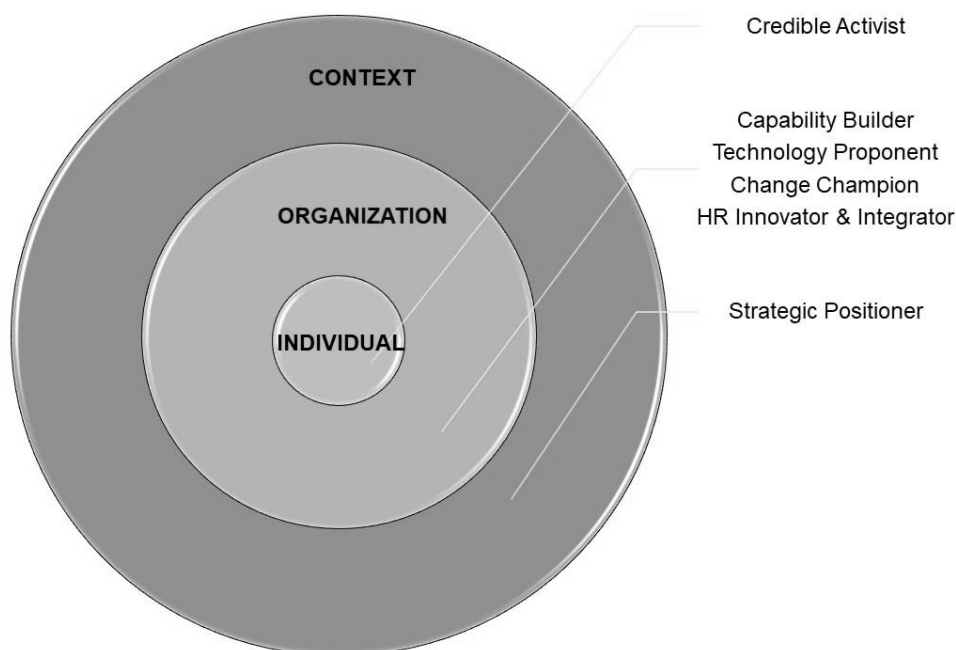 Credible Activist
CONTEXT
Capability Builder
Technology Proponent
Change Champion
HR Innovator & Integrator
ORGANIZATION
Strategic Positioner
INDIVIDUAL